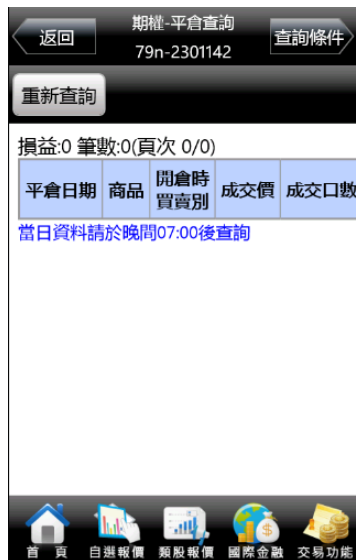 期權-平倉查詢
返回
79n-2301142
查詢條件
重新查詢
損益:0 筆數:0(頁次 0/0)
平倉日期 商品 開倉時買賣別 成交價 成交口數
當日資料請於晚間07:00後查詢
首 頁 自選報價 類股報價 國際金融 交易功能